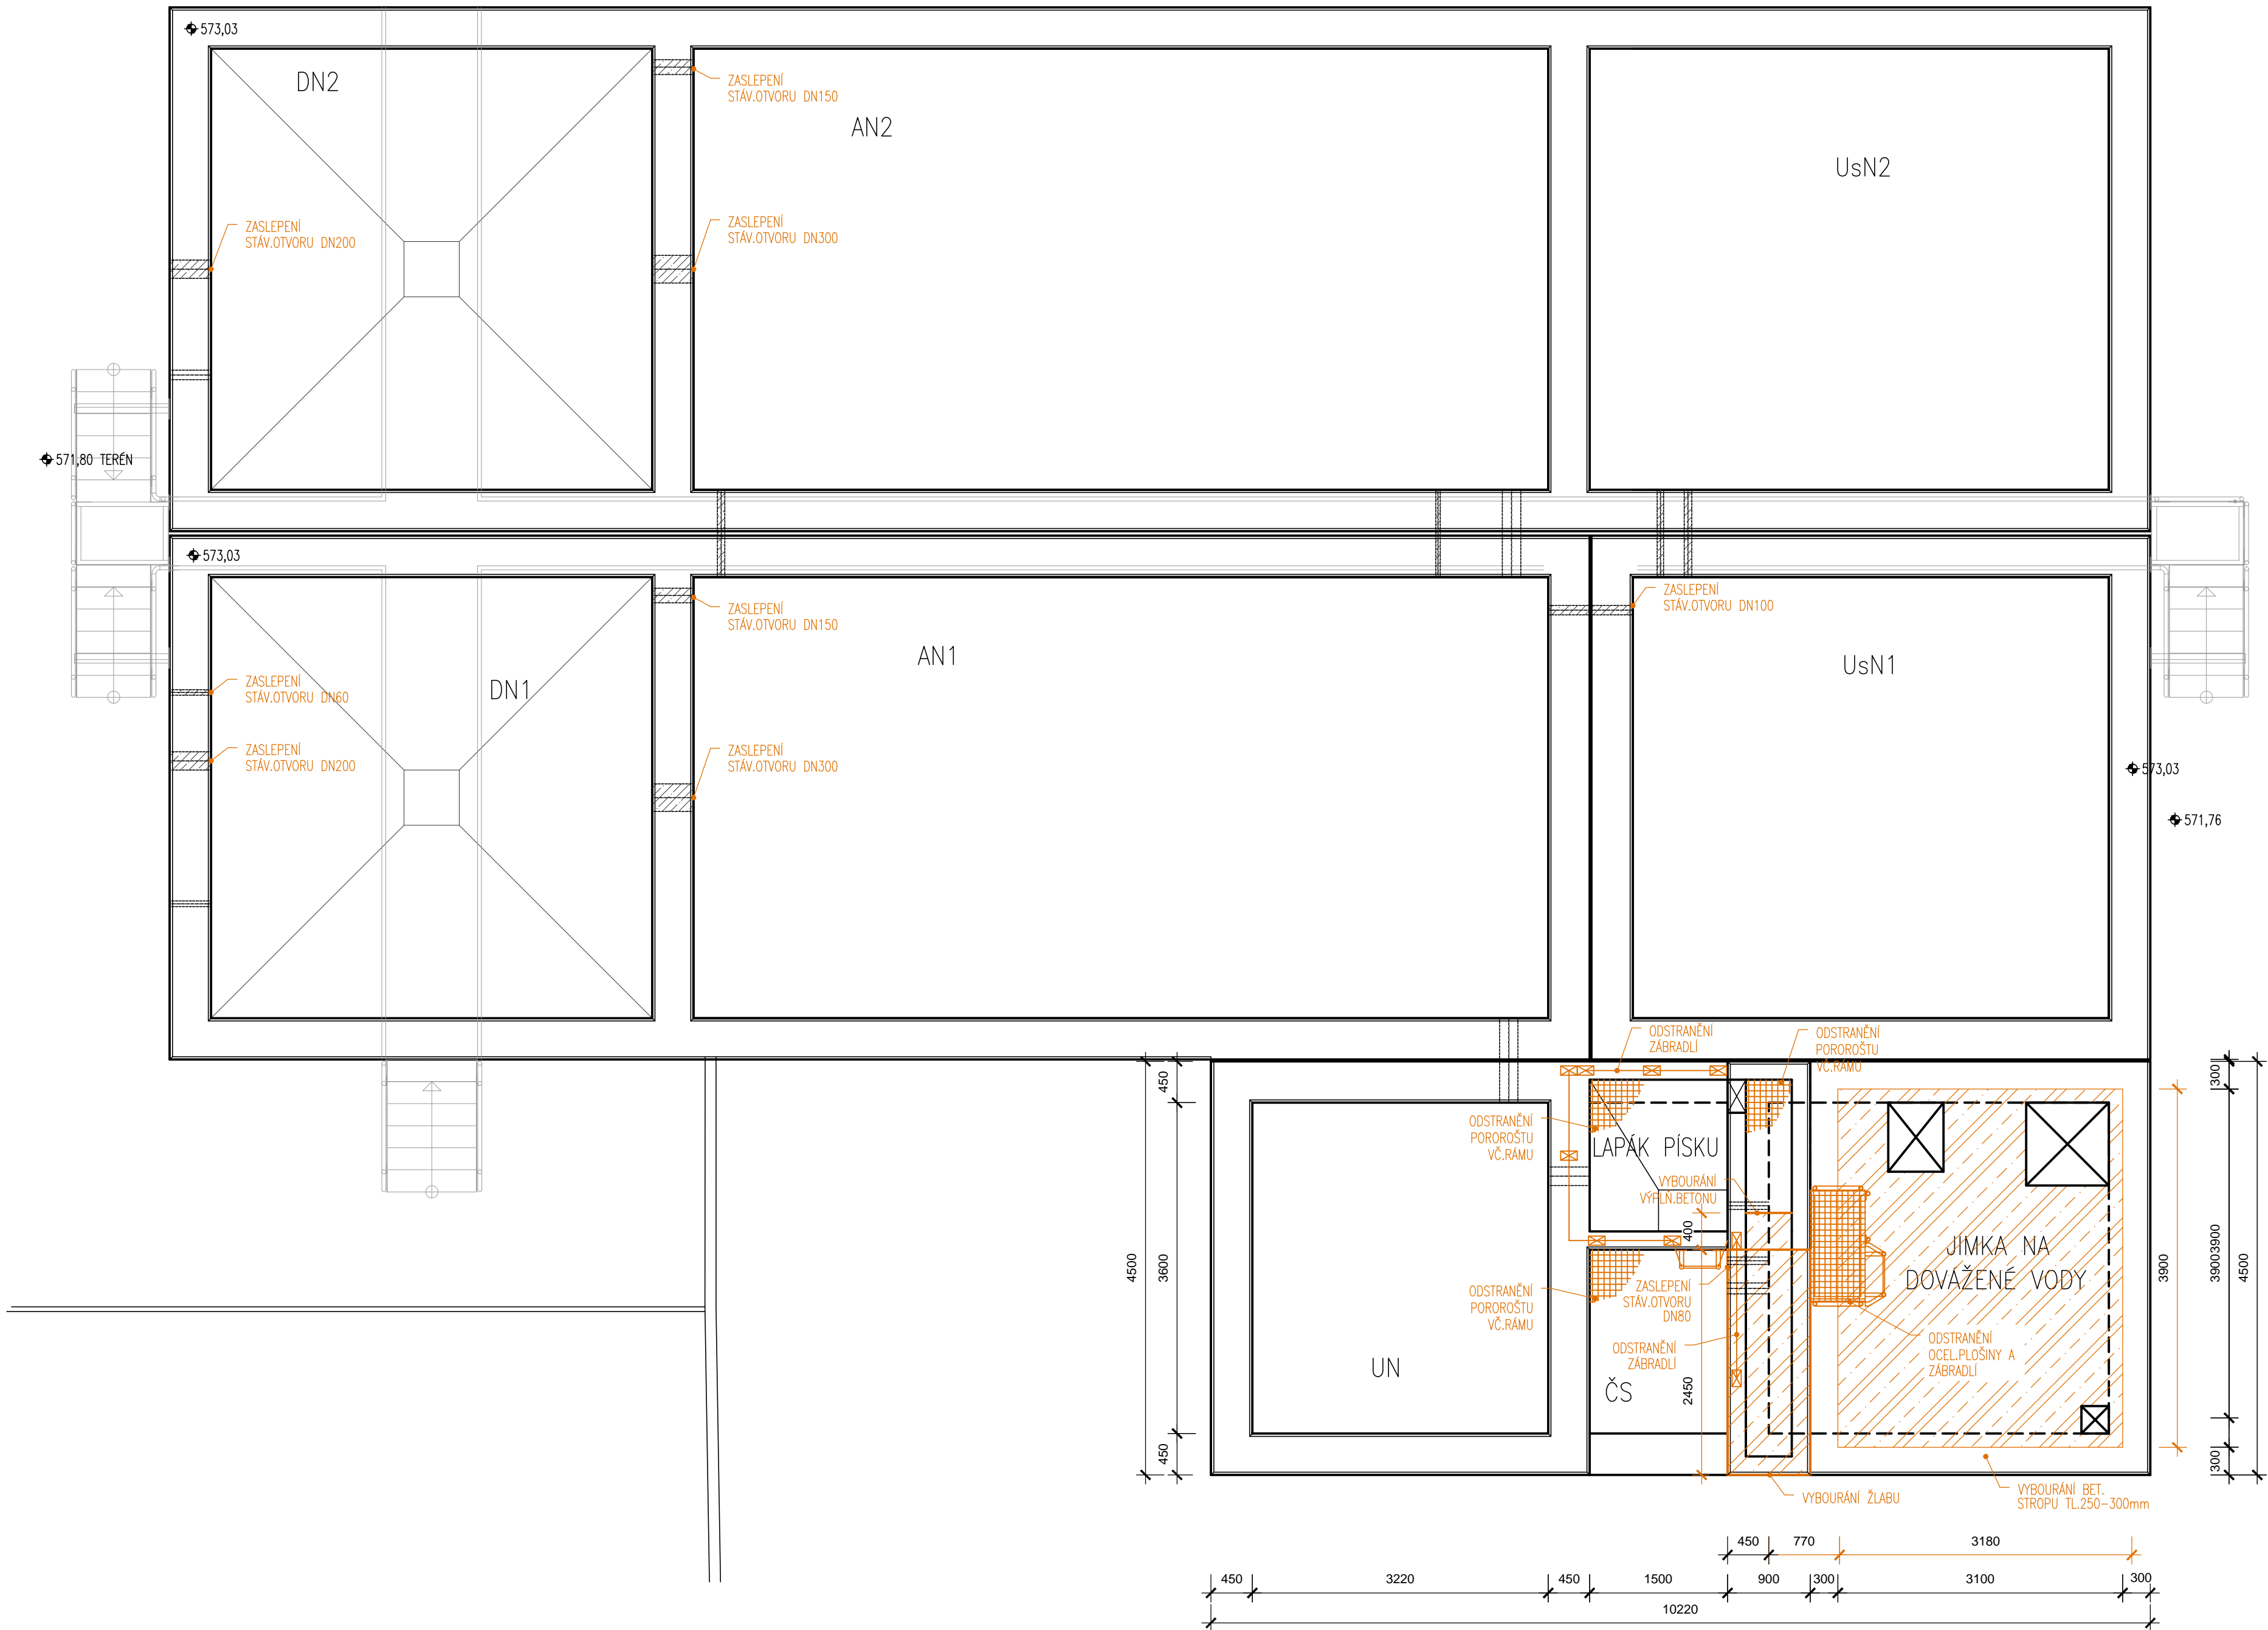 573,03
DN2
ZASLEPENÍ
STÁV.OTVORU DN150
AN2
UsN2
ZASLEPENÍ
STÁV.OTVORU DN200
ZASLEPENÍ
STÁV.OTVORU DN300
571,80 TERÉN
573,03
ZASLEPENÍ
STÁV.OTVORU DN150
ZASLEPENÍ
STÁV.OTVORU DN100
AN1
UsN1
DN1
ZASLEPENÍ
STÁV.OTVORU DN60
ZASLEPENÍ
STÁV.OTVORU DN200
ZASLEPENÍ
STÁV.OTVORU DN300
573,03
571,76
ODSTRANĚNÍ
ZÁBRADLÍ
ODSTRANĚNÍ
POROROŠTU
VČ.RÁMU
ODSTRANĚNÍ
POROROŠTU
VČ.RÁMU
LAPÁK PÍSKU
VYBOURÁNÍ
VÝPLŇ.BETONU
400
JÍMKA NA
DOVÁŽENÉ VODY
ODSTRANĚNÍ
POROROŠTU
VČ.RÁMU
ZASLEPENÍ
STÁV.OTVORU
DN80
ODSTRANĚNÍ
ZÁBRADLÍ
ODSTRANĚNÍ
OCEL.PLOŠINY A
ZÁBRADLÍ
UN
ČS
2450
4500
450
3600
450
3900
300
39003900
300
4500
VYBOURÁNÍ ŽLABU
VYBOURÁNÍ BET.
STROPU TL.250-300mm
450
770
3180
450
3220
450
1500
900
300
3100
300
10220